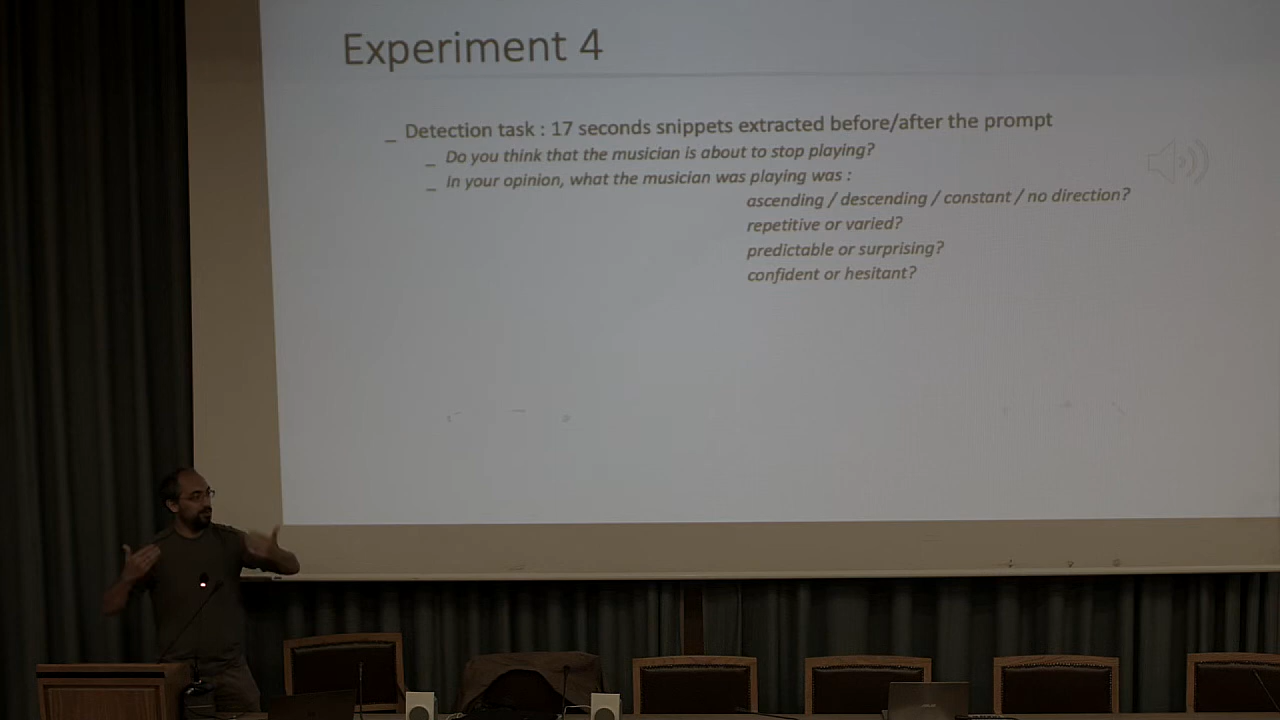 Experiment 4
_ Detection task : 17 seconds snippets extracted before/after the prompt
_ Do you think that the musician is about to stop playing?
_ In your opinion, what the musician was playing was :
ascending / descending / constant / no direction?
repetitive or varied?
predictable or surprising?
confident or hesitant?